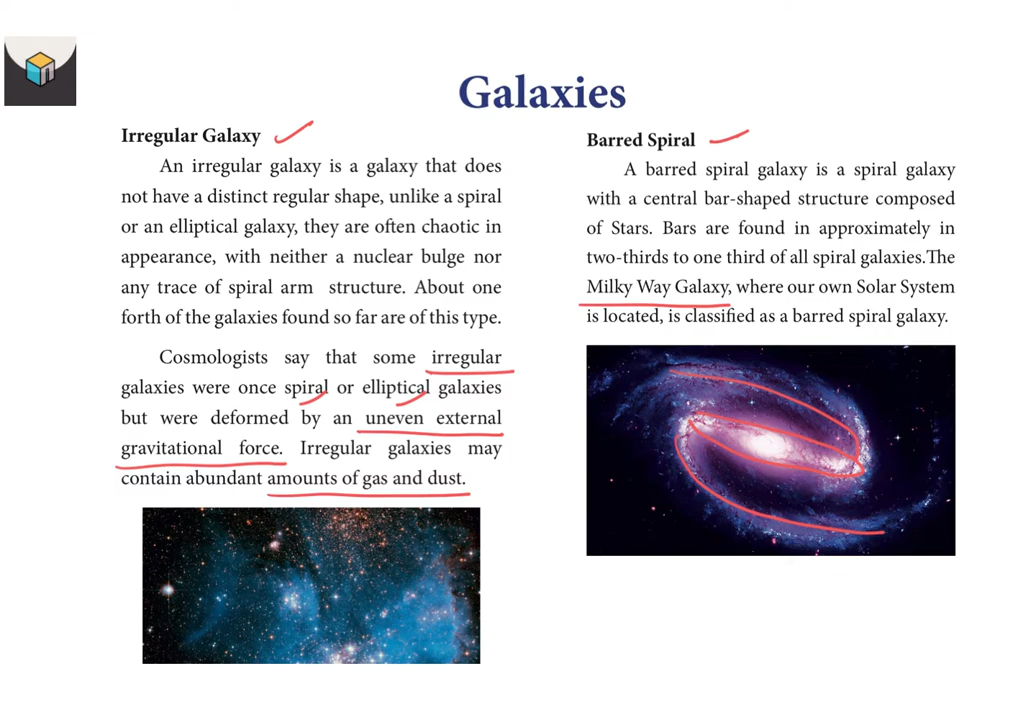 Galaxies
Irregular Galaxy
An irregular galaxy is a galaxy that does
not have a distinct regular shape, unlike a spiral
or an elliptical galaxy, they are often chaotic in
appearance, with neither a nuclear bulge nor
any trace of spiral arm structure. About one
forth of the galaxies found so far are of this type.
Cosmologists say that some irregular
galaxies were once spiral or elliptical galaxies
but were deformed by an uneven external
gravitational force. Irregular galaxies may
contain abundant amounts of gas and dust.
Barred Spiral
A barred spiral galaxy is a spiral galaxy
with a central bar-shaped structure composed
of Stars. Bars are found in approximately in
two-thirds to one third of all spiral galaxies.The
Milky Way Galaxy, where our own Solar System
is located, is classified as a barred spiral galaxy.